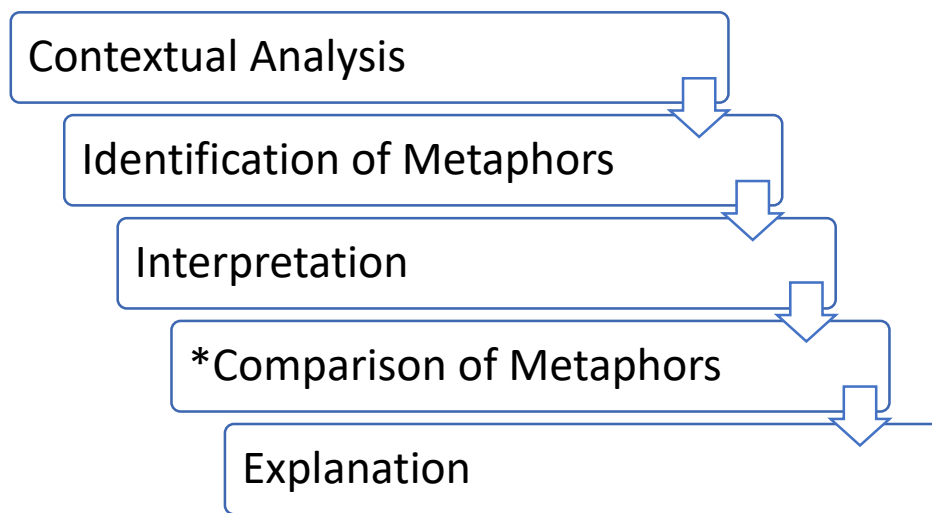 Contextual Analysis
Identification of Metaphors
Interpretation
*Comparison of Metaphors
Explanation